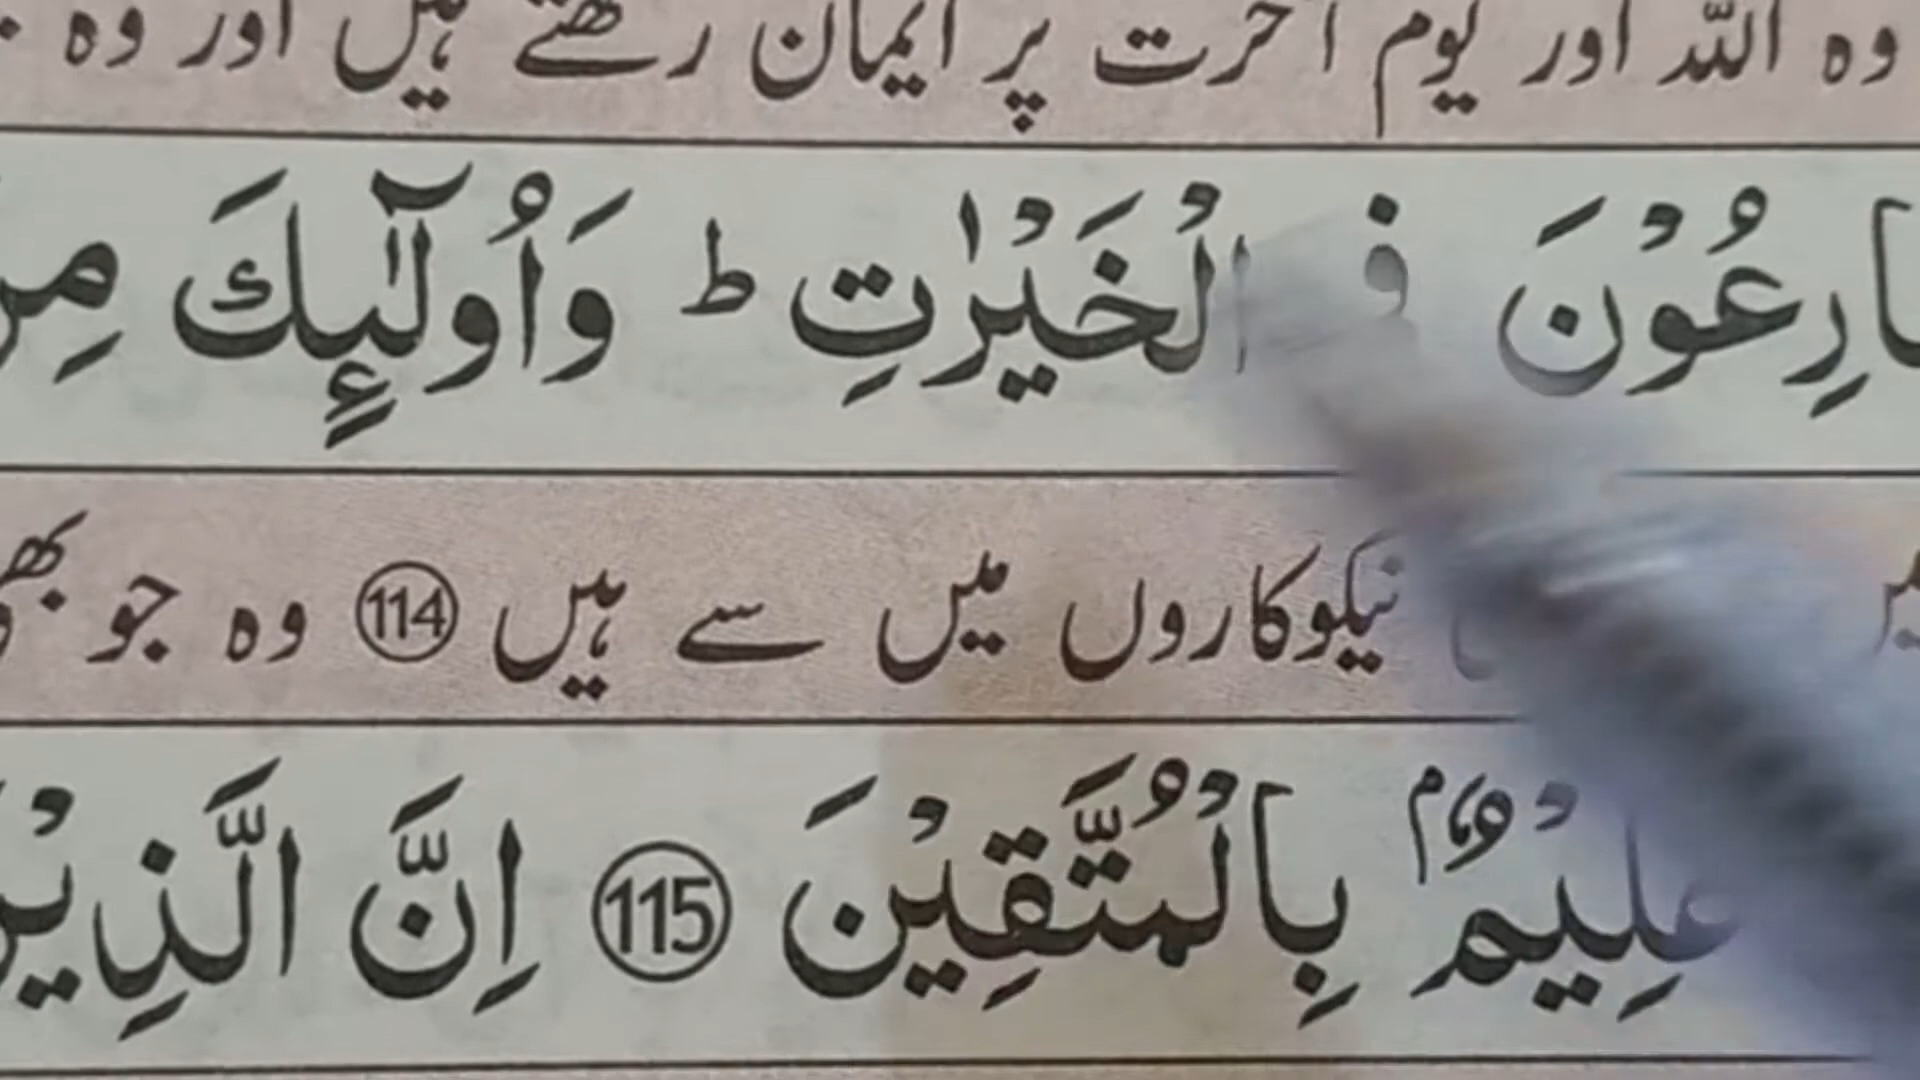 وہ اللہ اور یوم آخرت پر ایمان رکھتے ہیں اور وہ
ارِعُوْنَ فِی الْخَیْرٰتِ ؕ وَاُولٰٓئِكَ مِنَ
نیکوکاروں میں سے ہیں 114 وہ جو بھی
عَلِیْمٌۢ بِالْمُتَّقِیْنَ 115 اِنَّ الَّذِیْنَ